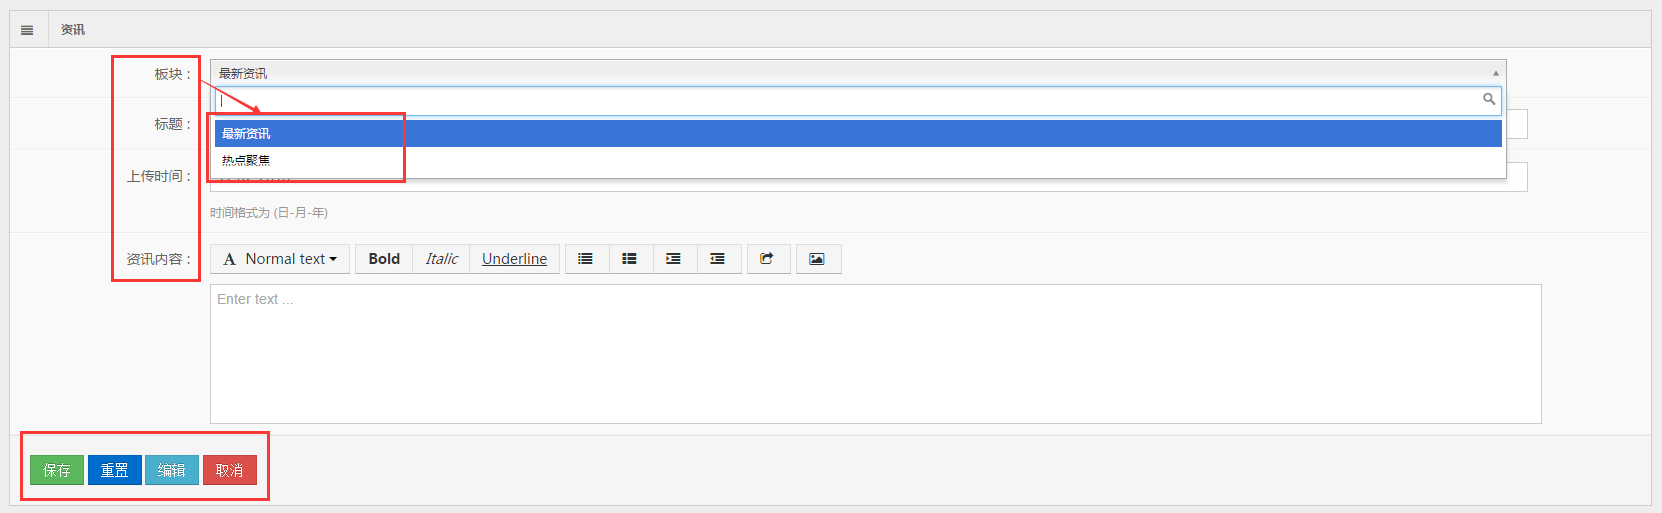 资讯
板块：
最新资讯
最新资讯
热点聚焦
标题：
上传时间：
时间格式为 (日-月-年)
资讯内容：
A Normal text Bold Italic Underline
Enter text ...
保存 重置 编辑 取消